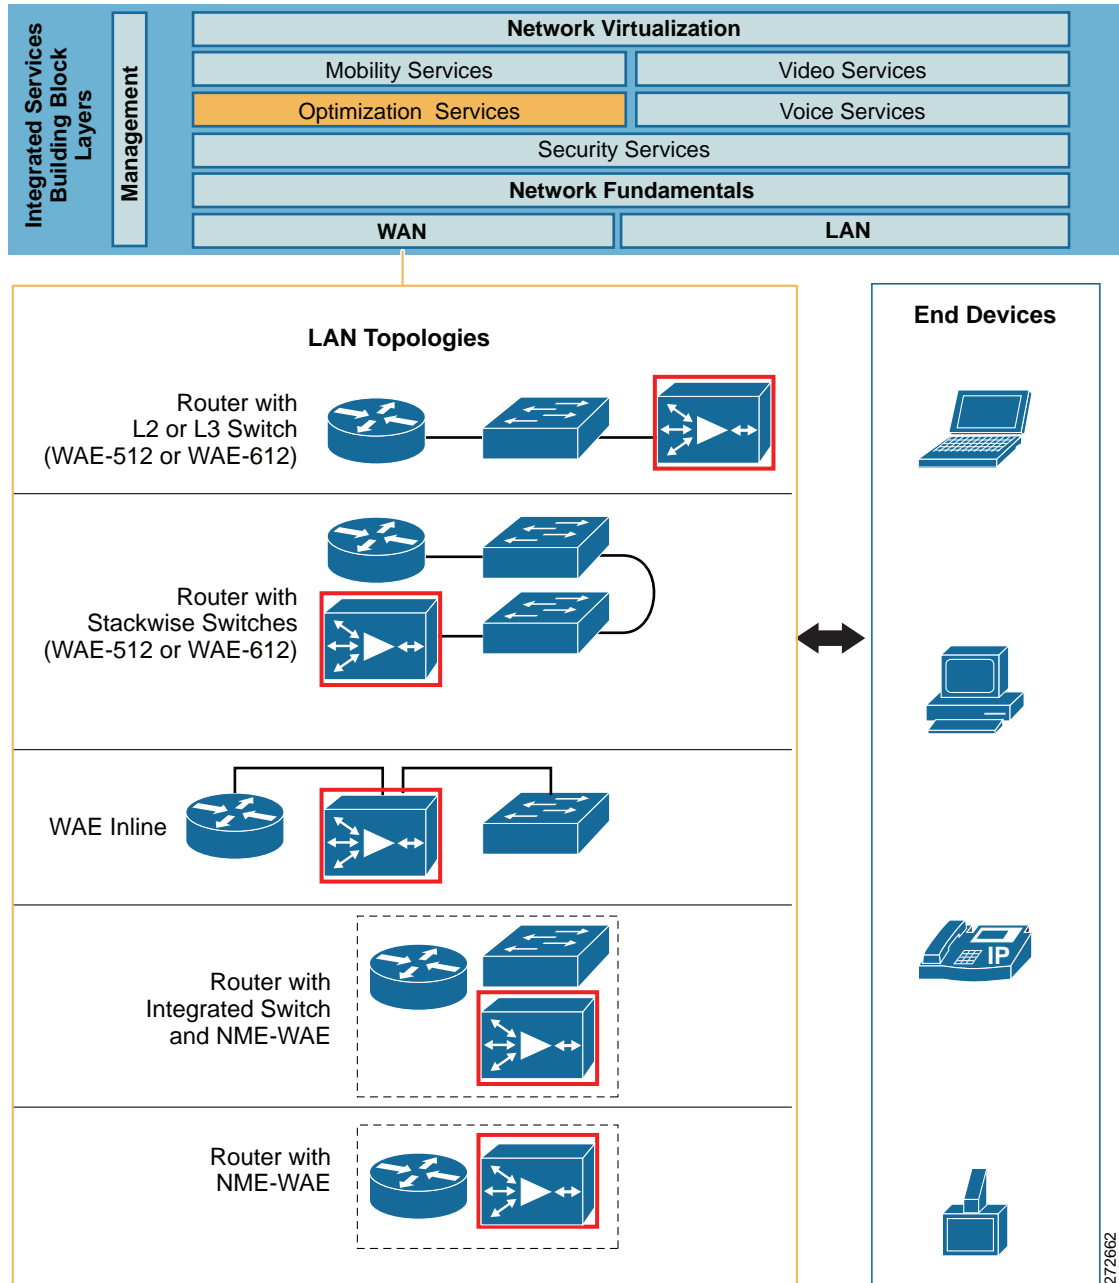 Integrated Services
Building Block
Layers
Management
Network Virtualization
Mobility Services
Video Services
Optimization Services
Voice Services
Security Services
Network Fundamentals
WAN
LAN
LAN Topologies
Router with
L2 or L3 Switch
(WAE-512 or WAE-612)
Router with
Stackwise Switches
(WAE-512 or WAE-612)
WAE Inline
Router with
Integrated Switch
and NME-WAE
Router with
NME-WAE
End Devices
IP
272662